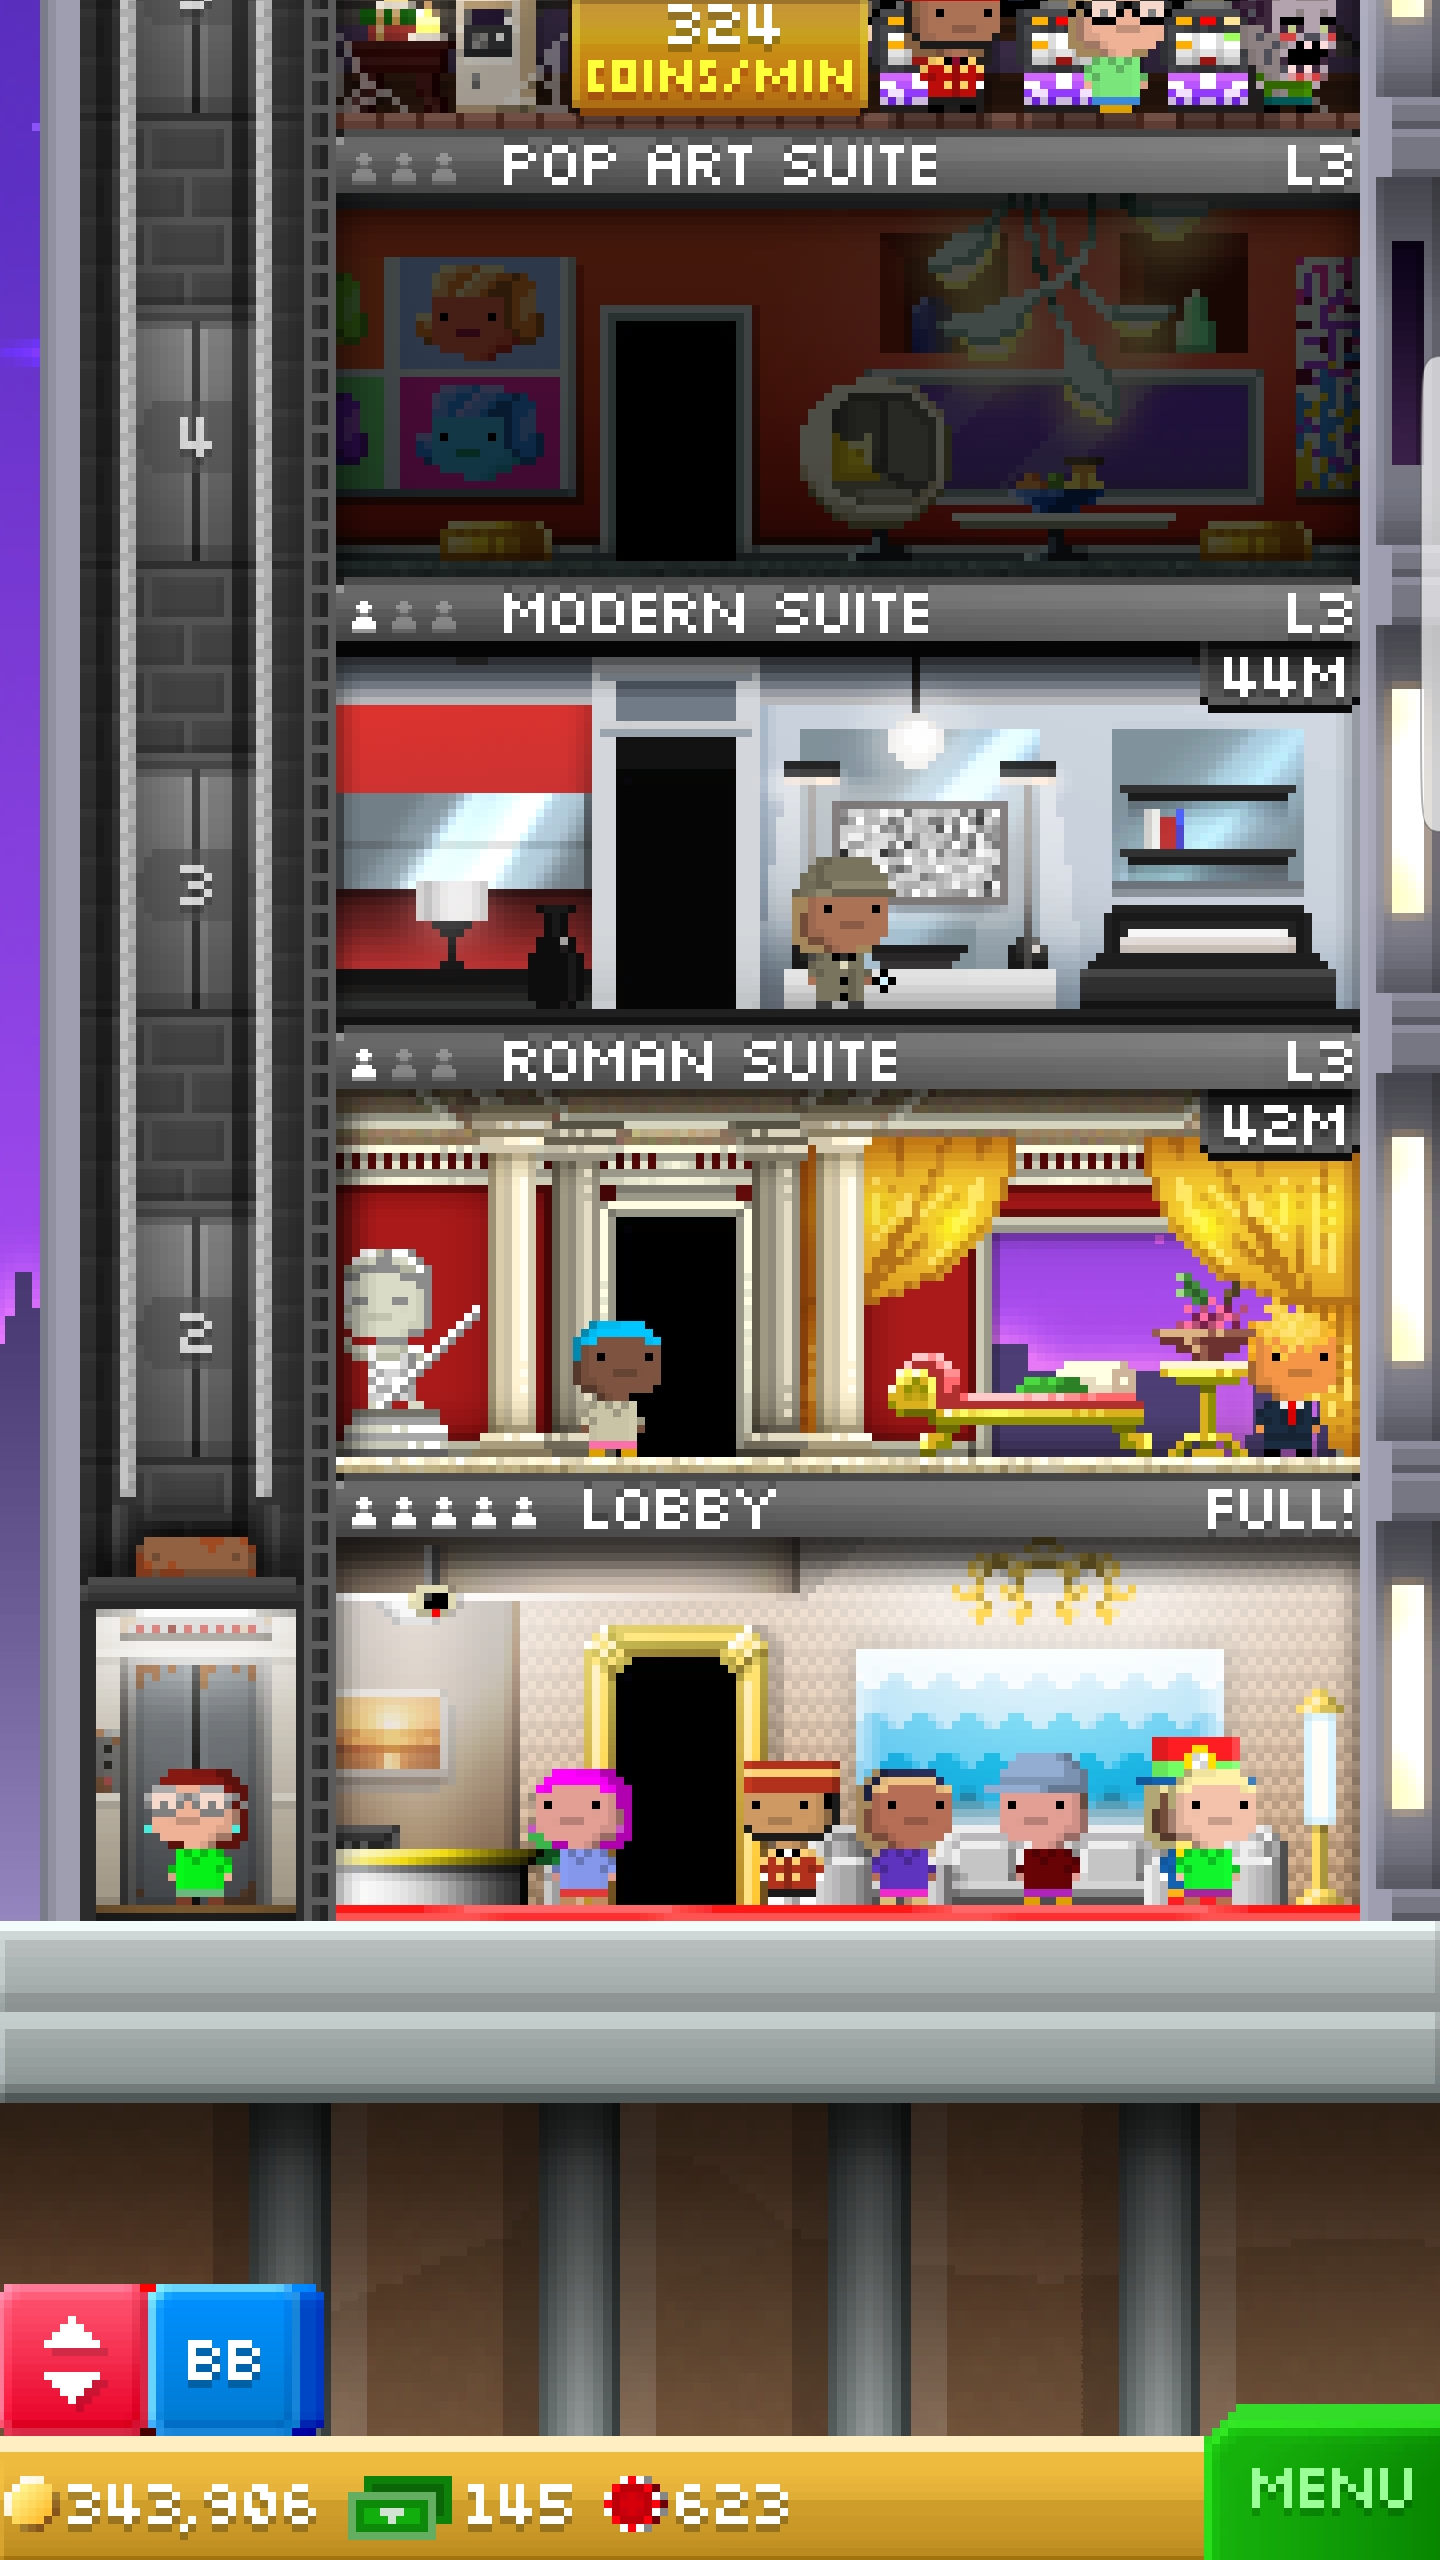 324
COINS/MIN
POP ART SUITE L3
4
MODERN SUITE L3
44M
3
ROMAN SUITE L3
42M
2
LOBBY FULL!
BB
MENU
343,906 145 623